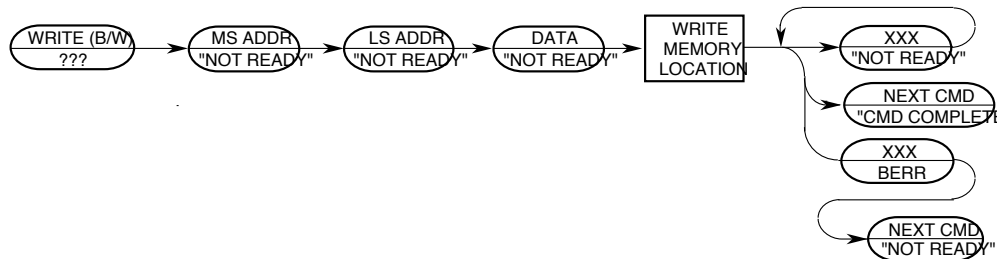 WRITE (B/W)
???
MS ADDR
"NOT READY"
LS ADDR
"NOT READY"
DATA
"NOT READY"
WRITE
MEMORY
LOCATION
XXX
"NOT READY"
NEXT CMD
"CMD COMPLETE
XXX
BERR
NEXT CMD
"NOT READY"